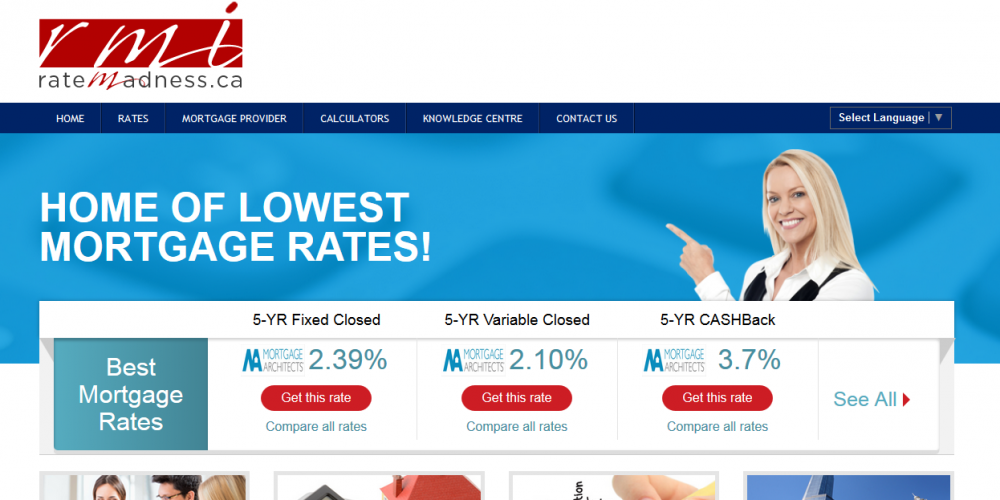 rmi
ratemadness.ca
HOME RATES MORTGAGE PROVIDER CALCULATORS KNOWLEDGE CENTRE CONTACT US Select Language ▼
HOME OF LOWEST
MORTGAGE RATES!
5-YR Fixed Closed 5-YR Variable Closed 5-YR CASHBack
Best
Mortgage
Rates
MORTGAGE
ARCHITECTS 2.39%
Get this rate
Compare all rates
MORTGAGE
ARCHITECTS 2.10%
Get this rate
Compare all rates
MORTGAGE
ARCHITECTS 3.7%
Get this rate
Compare all rates
See All